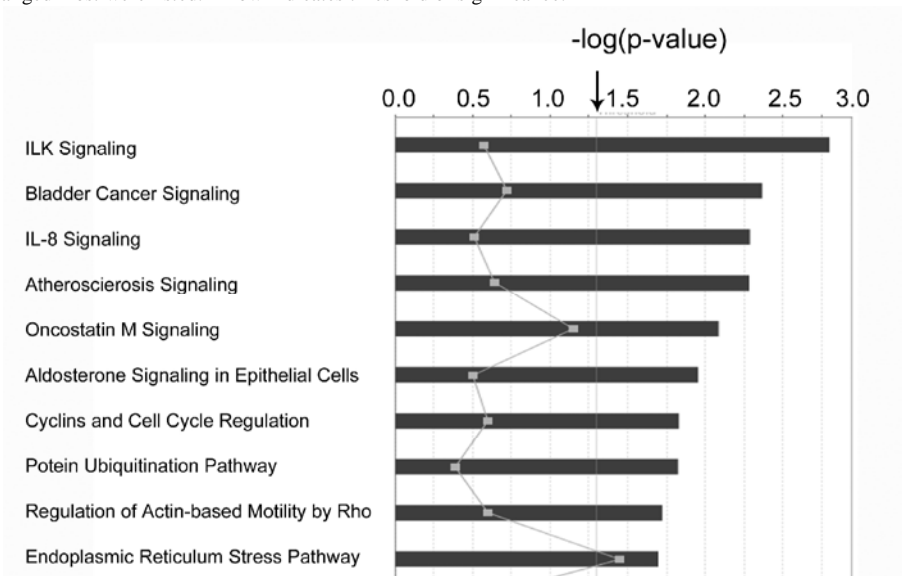 -log(p-value)
0.0 0.5 1.0 1.5 2.0 2.5 3.0
ILK Signaling
Bladder Cancer Signaling
IL-8 Signaling
Atheroscierosis Signaling
Oncostatin M Signaling
Aldosterone Signaling in Epithelial Cells
Cyclins and Cell Cycle Regulation
Potein Ubiquitination Pathway
Regulation of Actin-based Motility by Rho
Endoplasmic Reticulum Stress Pathway